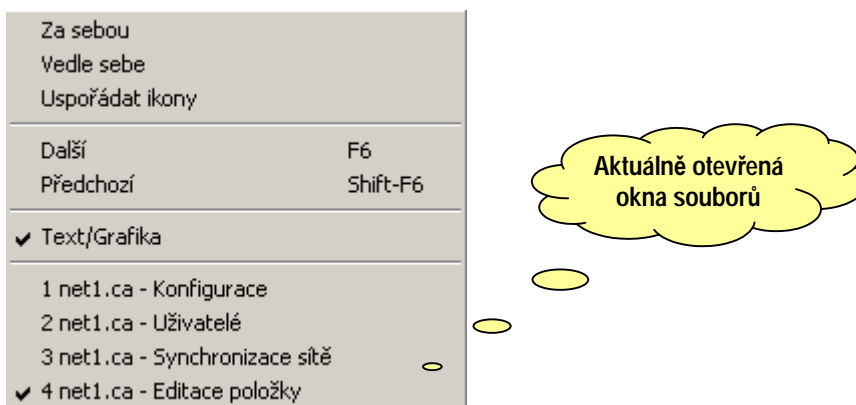 Za sebou
Vedle sebe
Uspořádat ikony
Další F6
Předchozí Shift-F6
Text/Grafika
1 net1.ca - Konfigurace
2 net1.ca - Uživatelé
3 net1.ca - Synchronizace sítě
4 net1.ca - Editace položky
Aktuálně otevřená
okna souborů